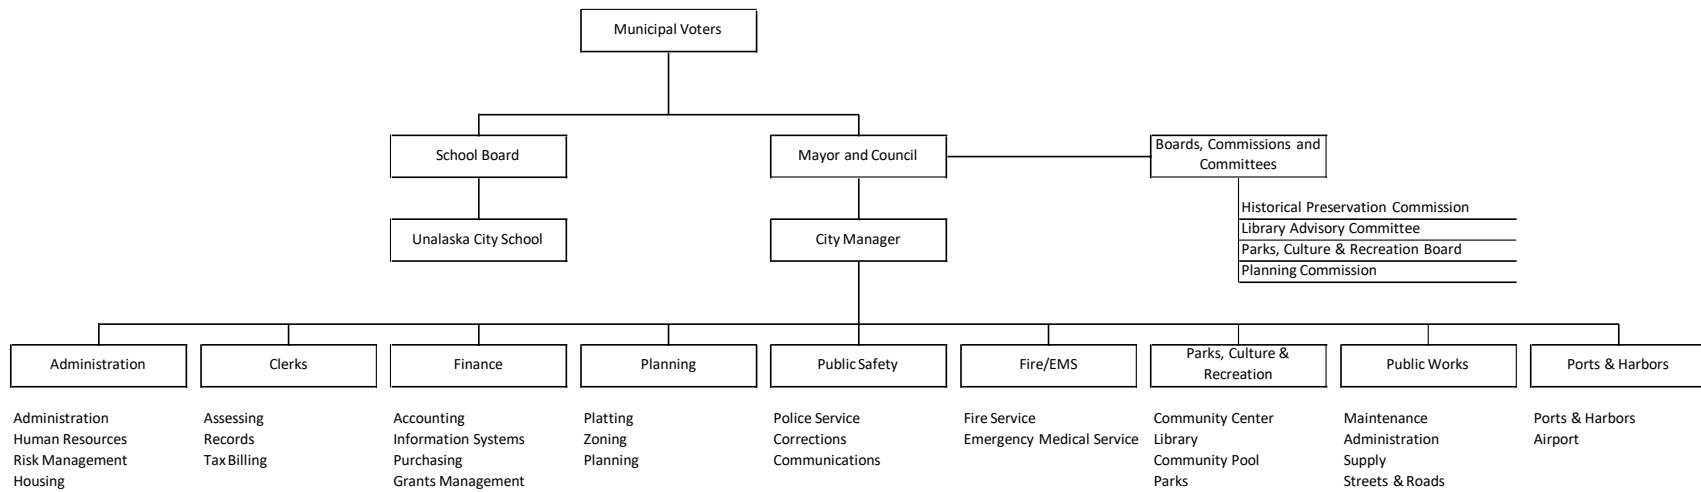 Municipal Voters
School Board
Mayor and Council
Boards, Commissions and
Committees
Historical Preservation Commission
Library Advisory Committee
Parks, Culture & Recreation Board
Planning Commission
Unalaska City School
City Manager
Administration
Clerks
Finance
Planning
Public Safety
Fire/EMS
Parks, Culture &
Recreation
Public Works
Ports & Harbors
Administration
Human Resources
Risk Management
Housing
Assessing
Records
Tax Billing
Accounting
Information Systems
Purchasing
Grants Management
Platting
Zoning
Planning
Police Service
Corrections
Communications
Fire Service
Emergency Medical Service
Community Center
Library
Community Pool
Parks
Maintenance
Administration
Supply
Streets & Roads
Ports & Harbors
Airport